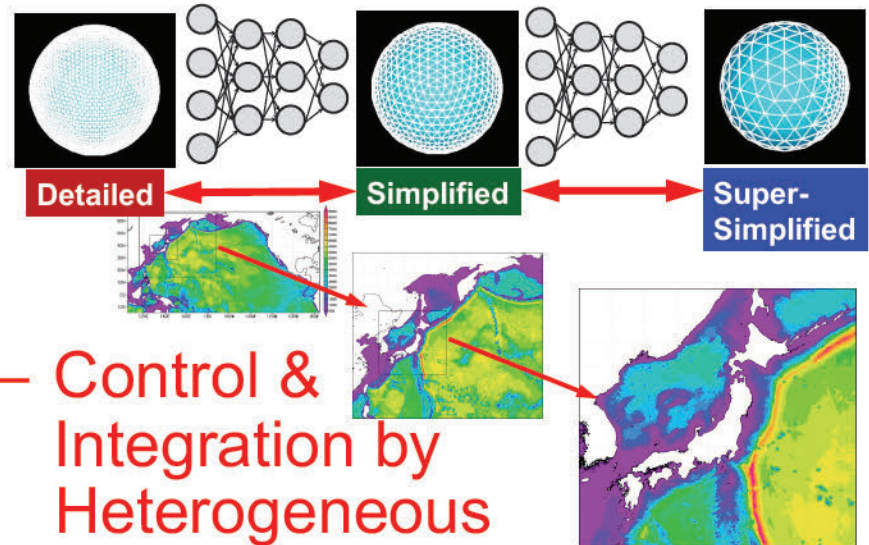 Detailed
Simplified
Super-
Simplified
Control &
Integration by
Heterogeneous